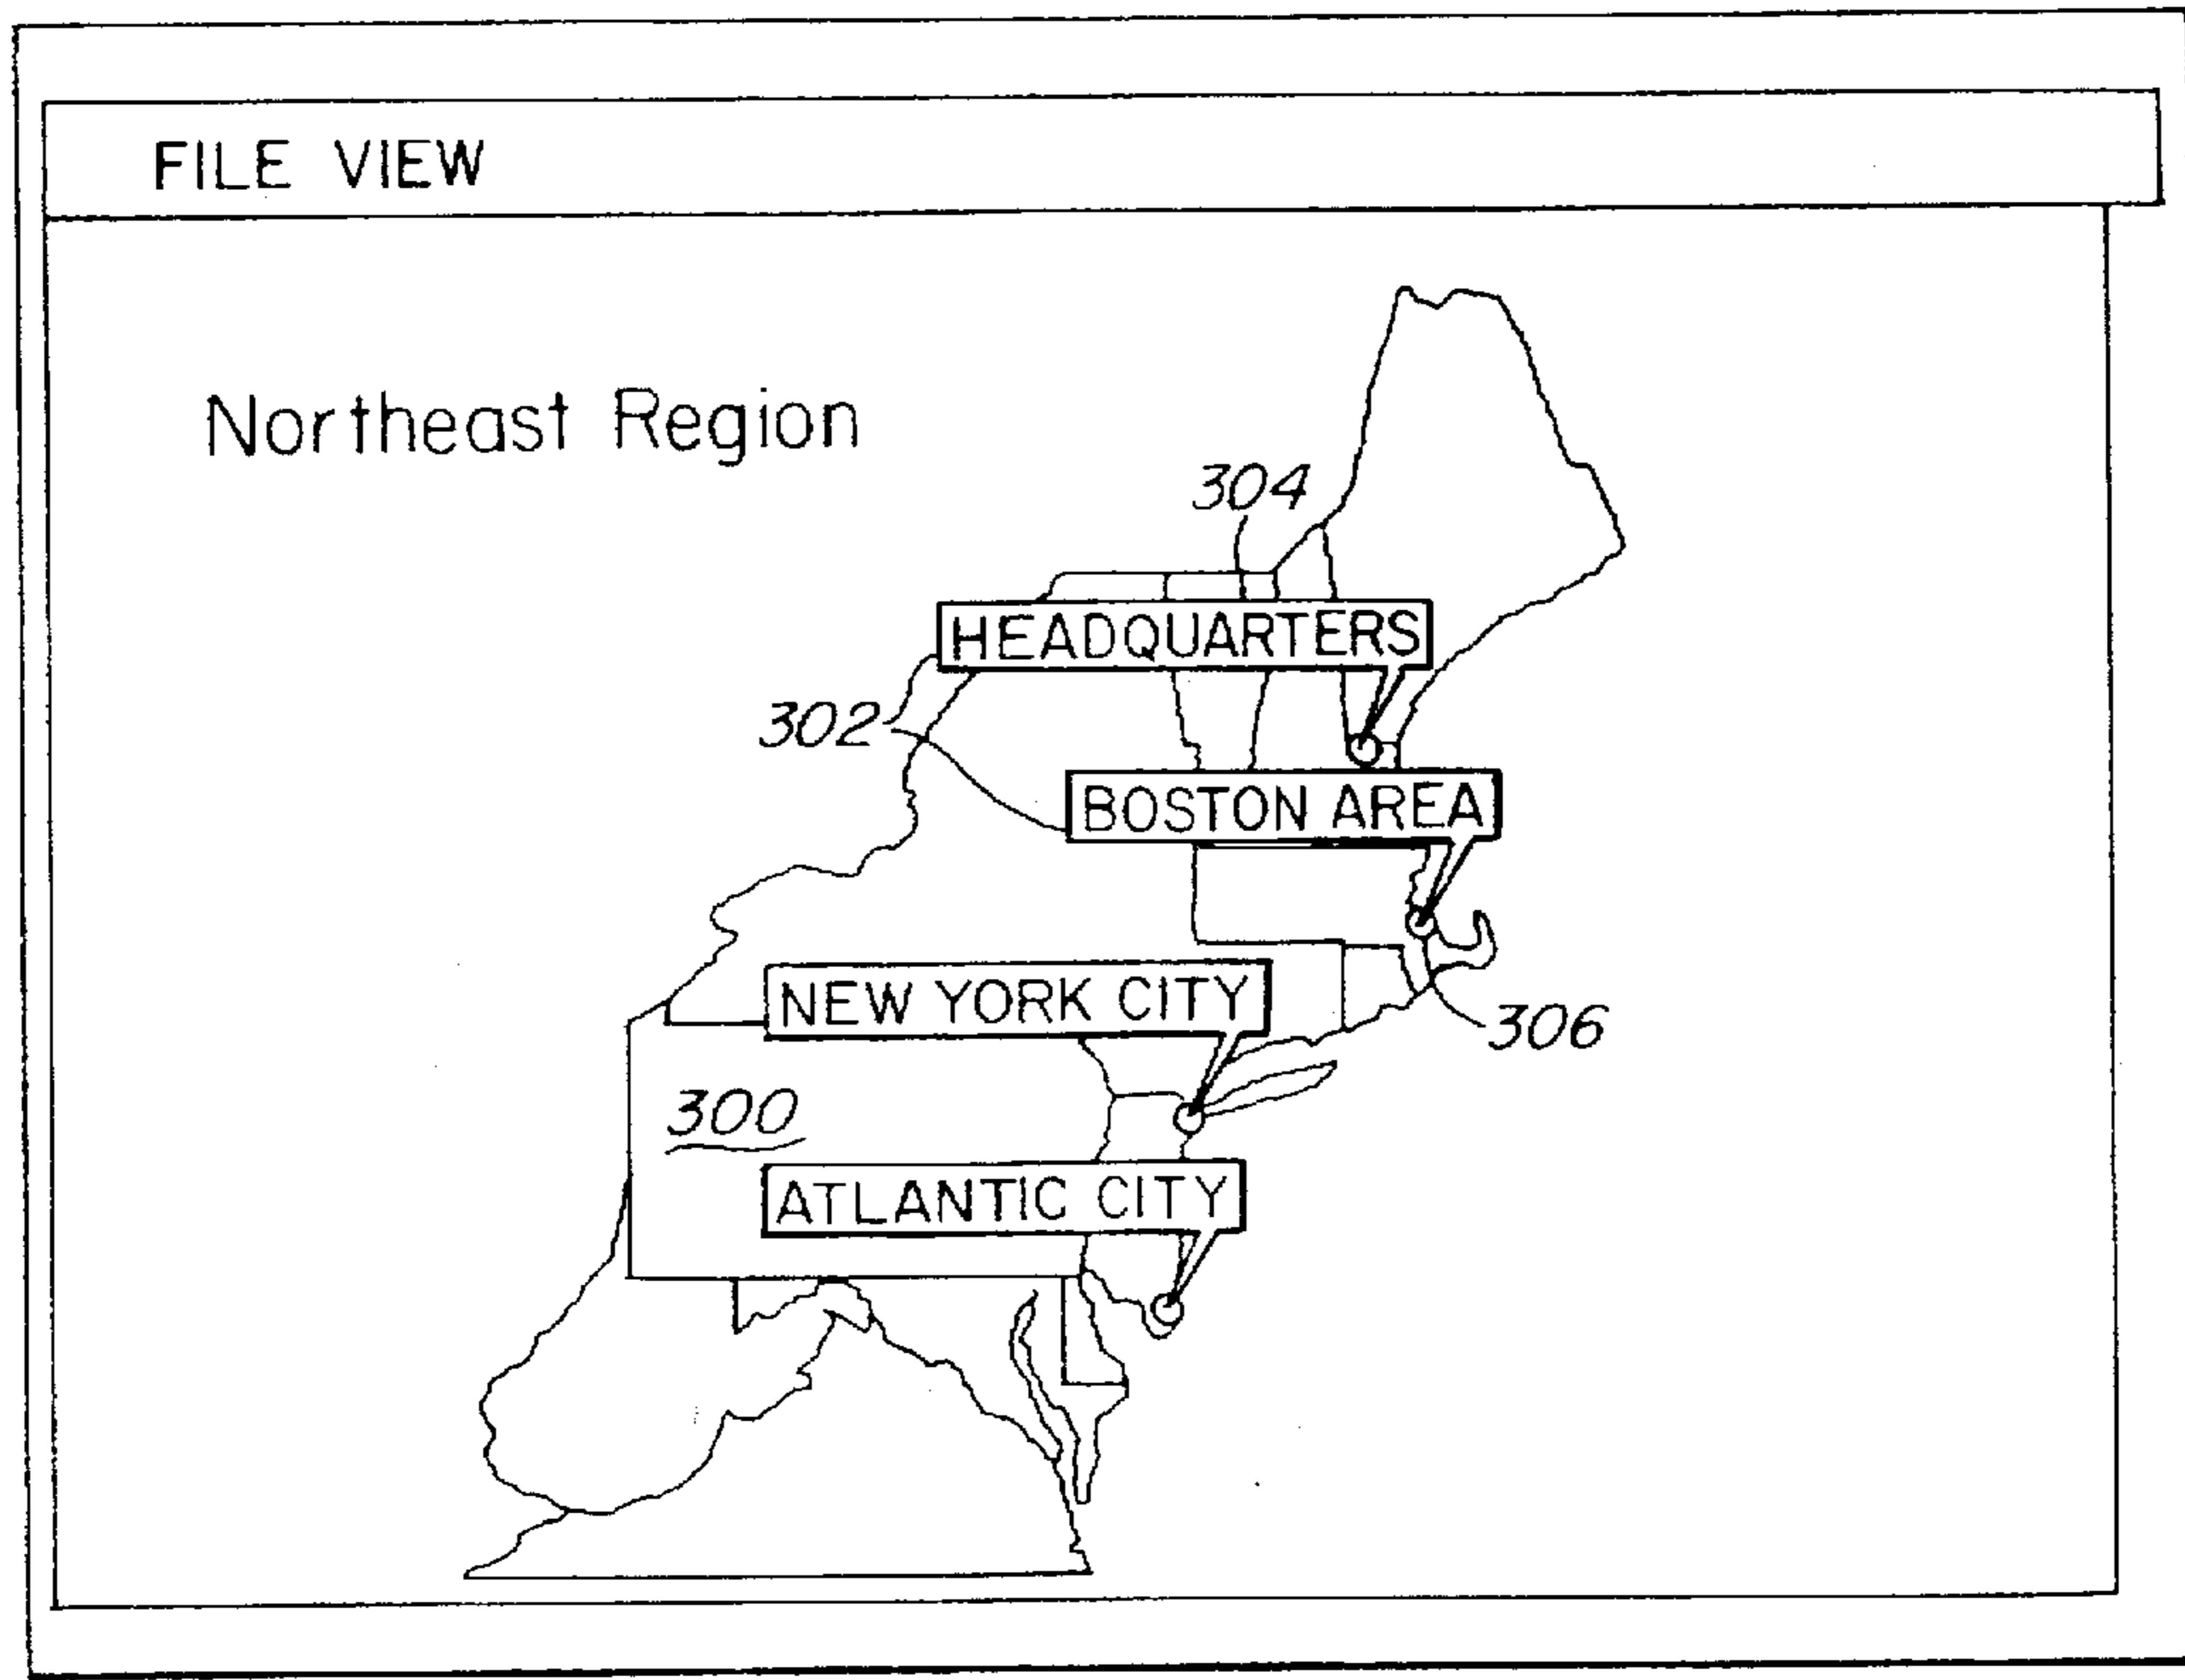 FILE VIEW
Northeast Region
304
HEADQUARTERS
302
BOSTON AREA
NEW YORK CITY
306
300
ATLANTIC CITY